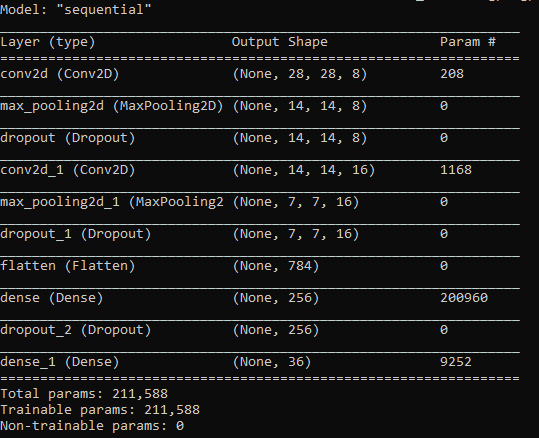 Model: "sequential"
Layer (type) Output Shape Param #
conv2d (Conv2D) (None, 28, 28, 8) 208
max_pooling2d (MaxPooling2D) (None, 14, 14, 8) 0
dropout (Dropout) (None, 14, 14, 8) 0
conv2d_1 (Conv2D) (None, 14, 14, 16) 1168
max_pooling2d_1 (MaxPooling2 (None, 7, 7, 16) 0
dropout_1 (Dropout) (None, 7, 7, 16) 0
flatten (Flatten) (None, 784) 0
dense (Dense) (None, 256) 200960
dropout_2 (Dropout) (None, 256) 0
dense_1 (Dense) (None, 36) 9252
Total params: 211,588
Trainable params: 211,588
Non-trainable params: 0